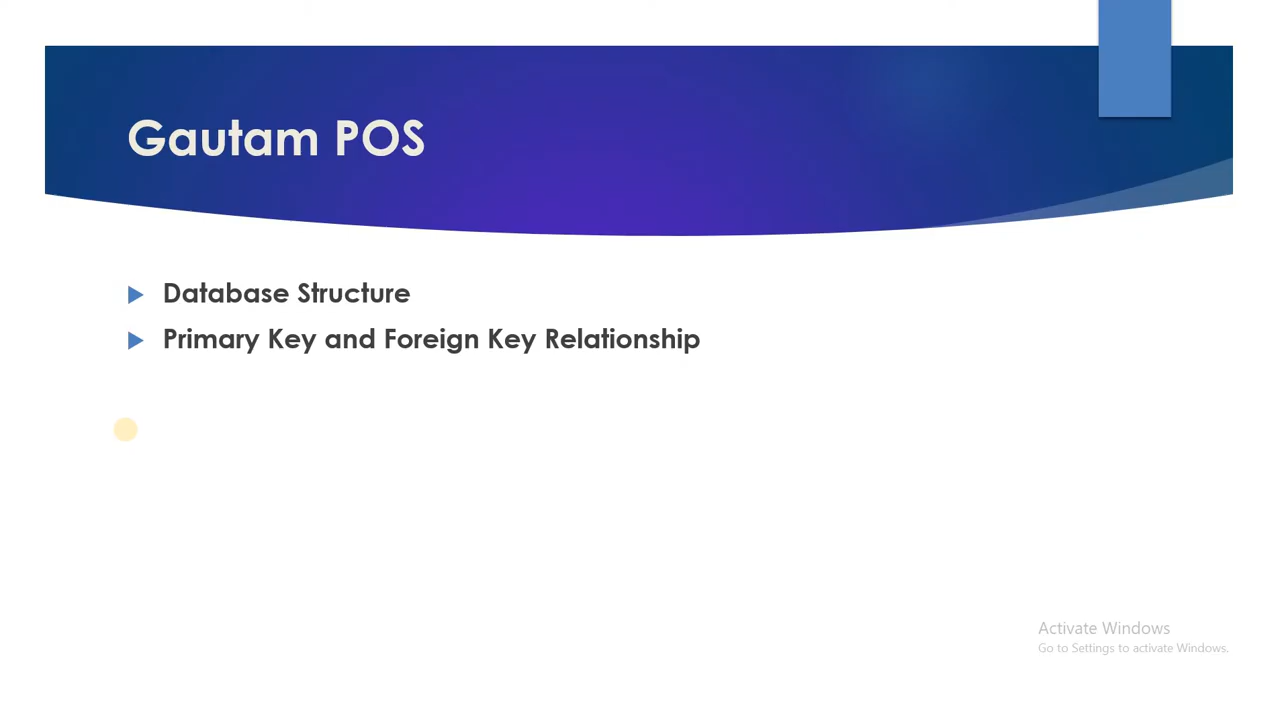 Gautam POS
Database Structure
Primary Key and Foreign Key Relationship
Activate Windows
Go to Settings to activate Windows.